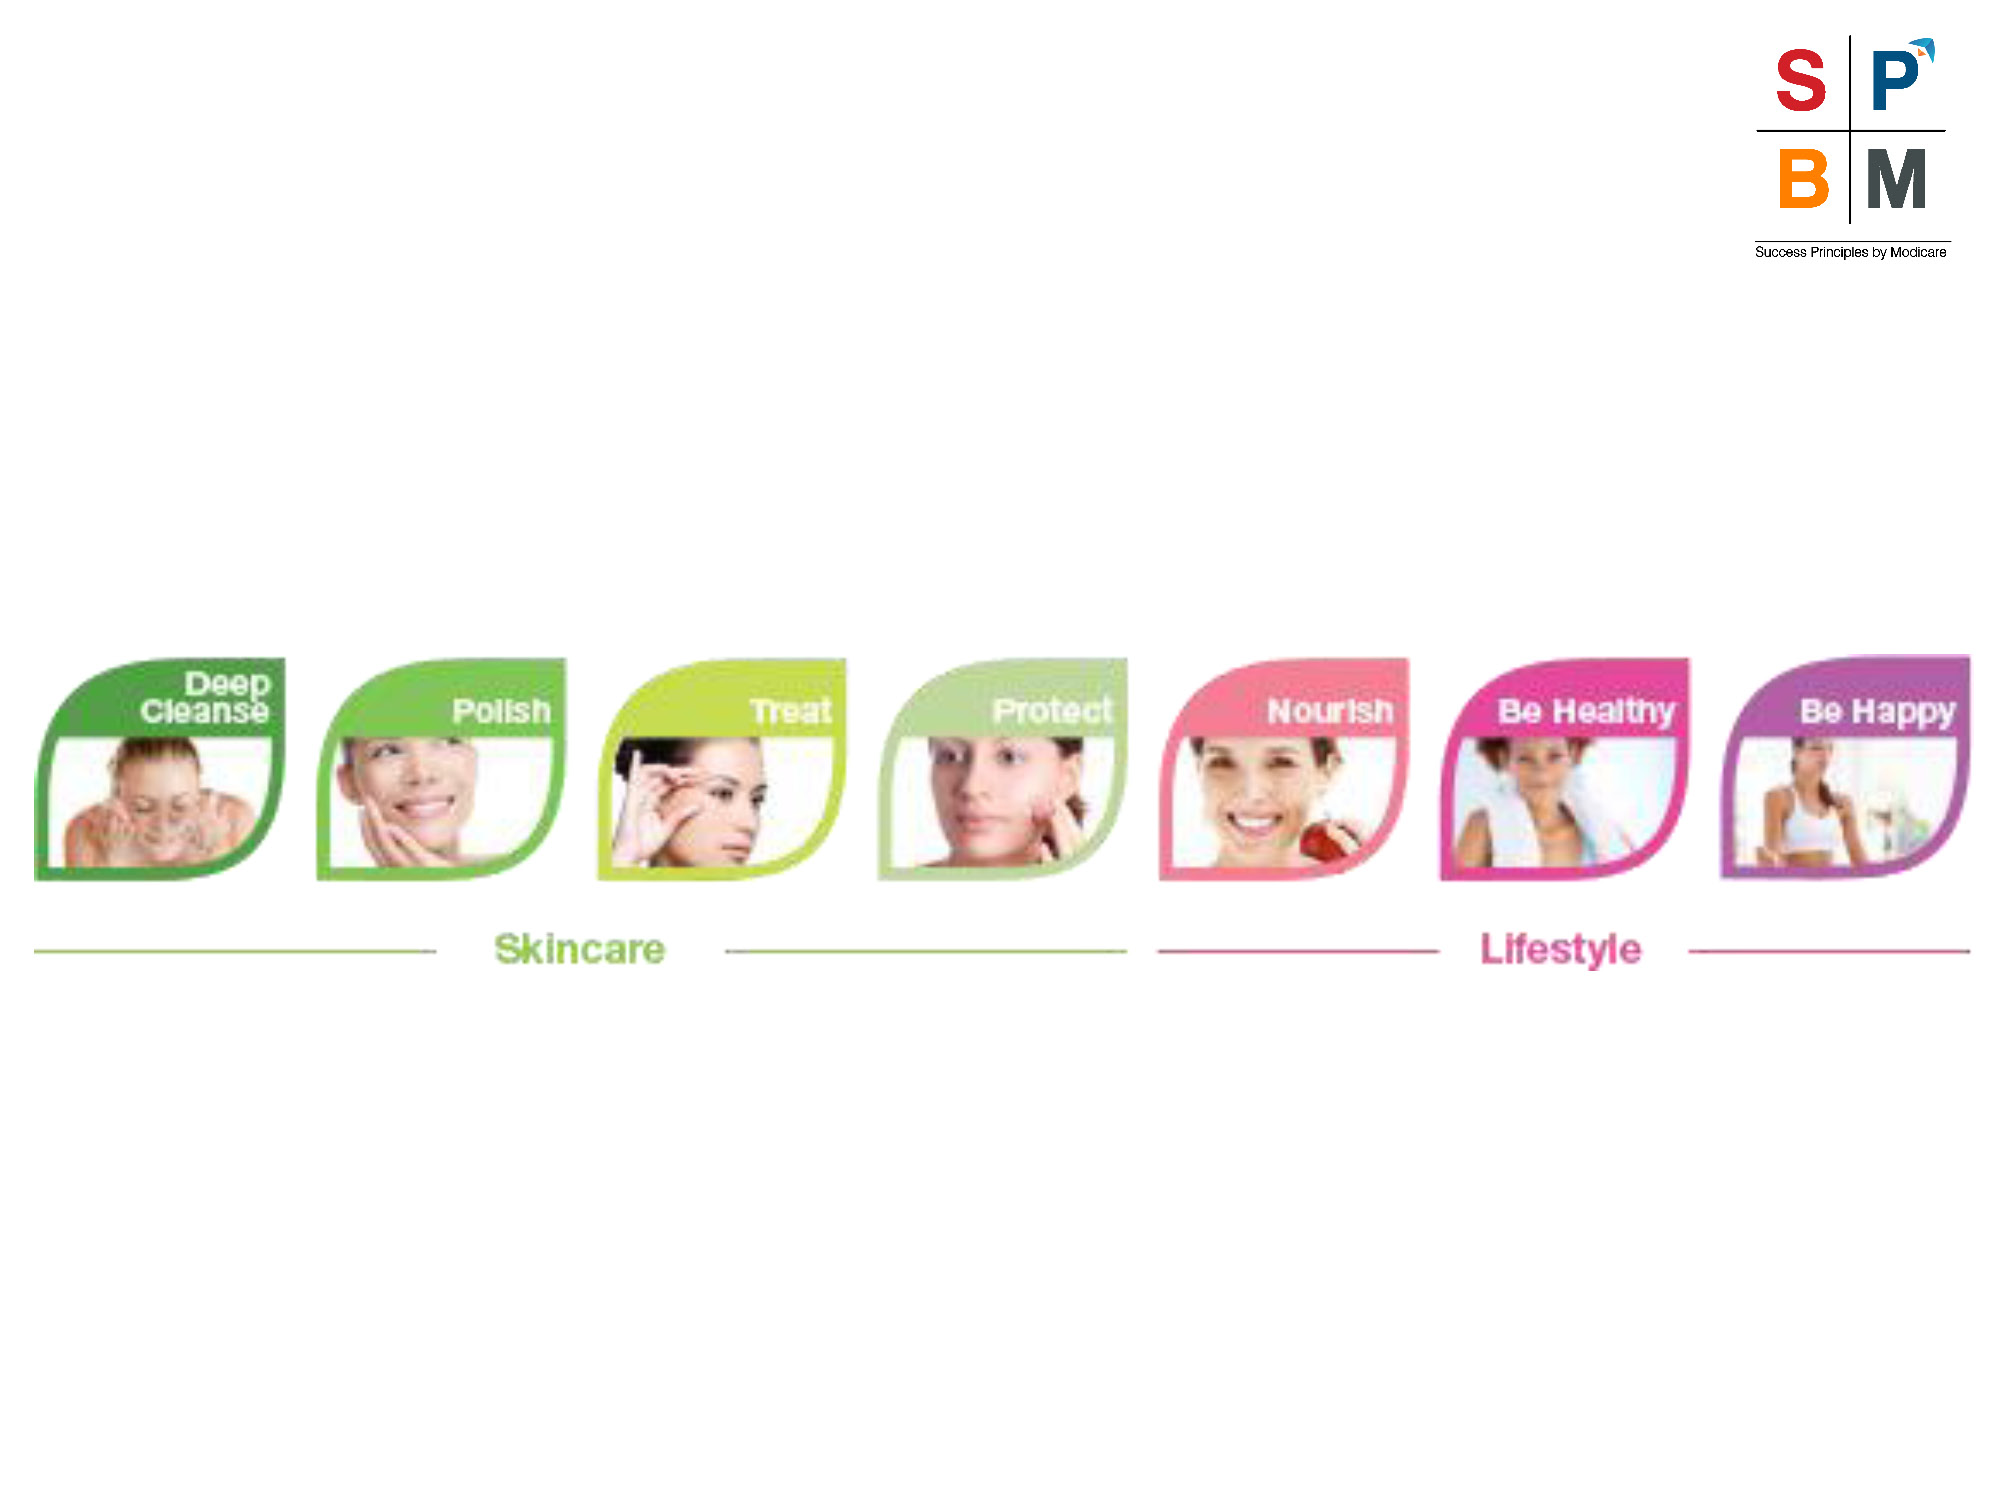 S P
B M
Success Principles by Modicare
Deep
Cleanse
Polish
Treat
Protect
Nourish
Be Healthy
Be Happy
Skincare
Lifestyle